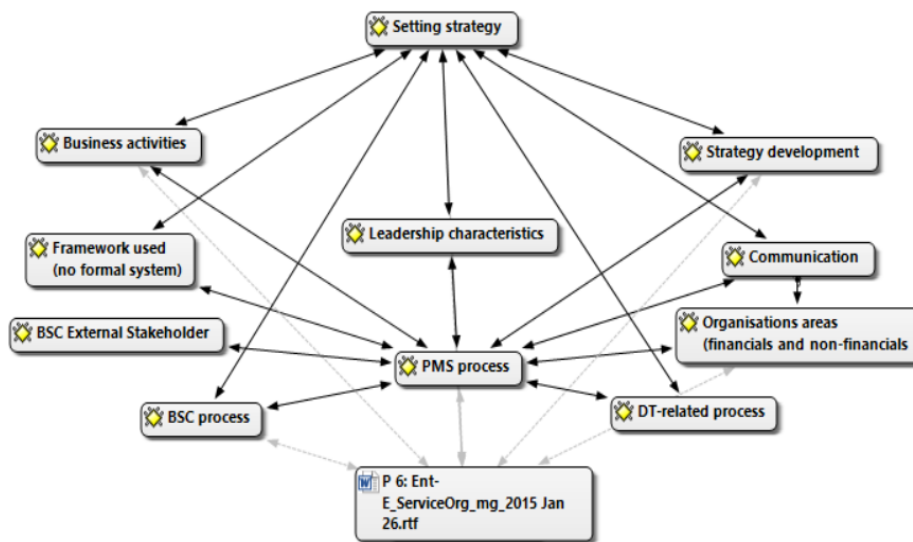 Setting strategy
Business activities
Strategy development
Leadership characteristics
Framework used
(no formal system)
Communication
Organisations areas
(financials and non-financials
BSC External Stakeholder
PMS process
BSC process
DT-related process
P 6: Ent-
E_ServiceOrg_mg_2015 Jan
26.rtf